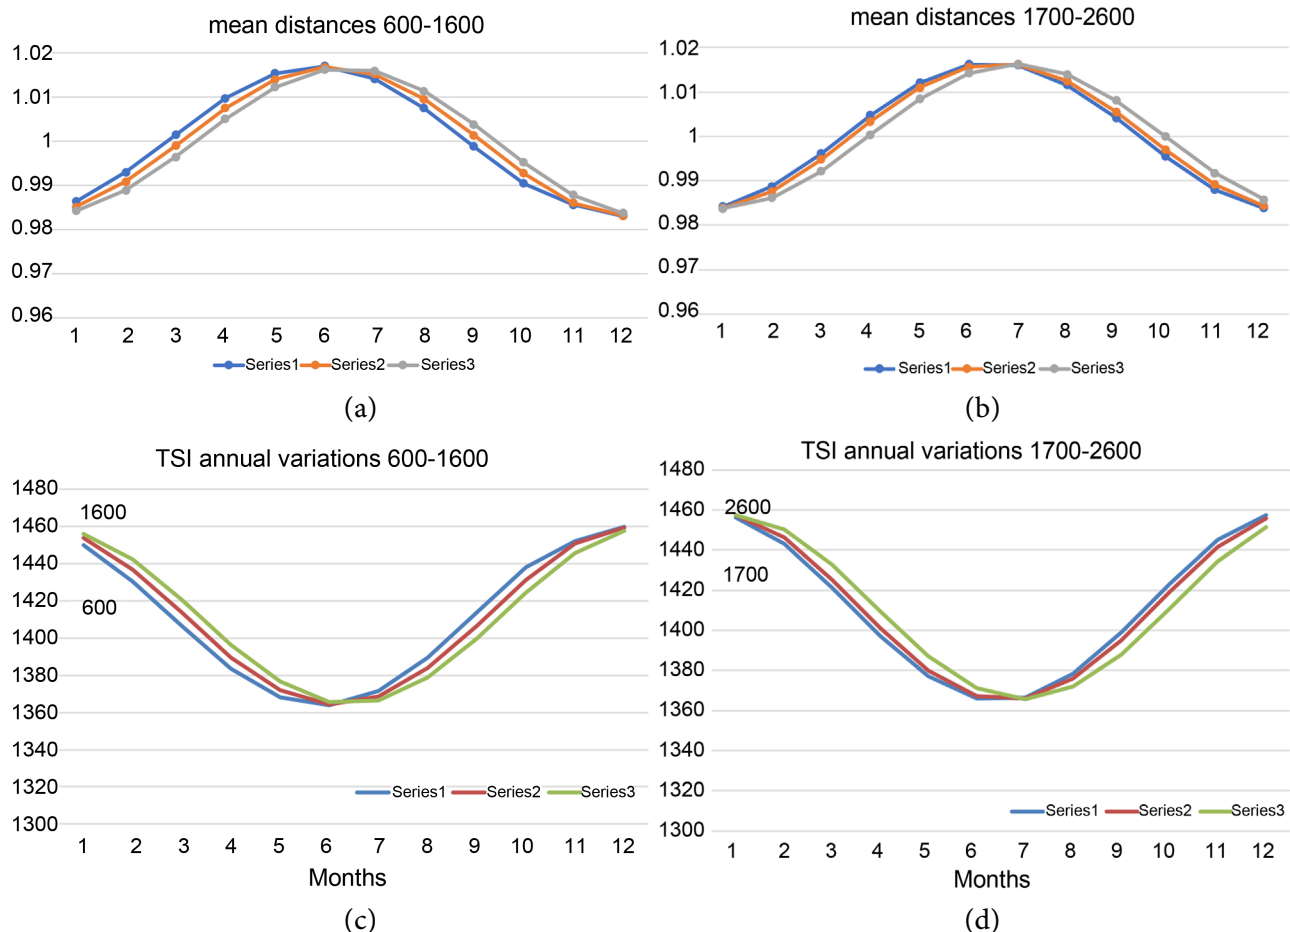 mean distances 600-1600
1.02
1.01
1
0.99
0.98
0.97
0.96
1 2 3 4 5 6 7 8 9 10 11 12
Series1 Series2 Series3
(a)
mean distances 1700-2600
1.02
1.01
1
0.99
0.98
0.97
0.96
1 2 3 4 5 6 7 8 9 10 11 12
Series1 Series2 Series3
(b)
TSI annual variations 600-1600
1480
1460
1440
1420
1400
1380
1360
1340
1320
1300
1600
600
Series1 Series2 Series3
1 2 3 4 5 6 7 8 9 10 11 12
Months
(c)
TSI annual variations 1700-2600
1480
1460
1440
1420
1400
1380
1360
1340
1320
1300
2600
1700
Series1 Series2 Series3
1 2 3 4 5 6 7 8 9 10 11 12
Months
(d)